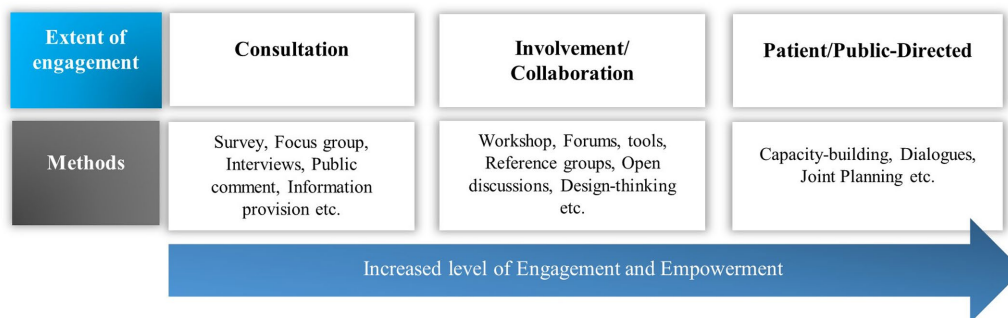 Extent of
engagement
Consultation
Involvement/
Collaboration
Patient/Public-Directed
Methods
Survey, Focus group,
Interviews, Public
comment, Information
provision etc.
Workshop, Forums, tools,
Reference groups, Open
discussions, Design-thinking
etc.
Capacity-building, Dialogues,
Joint Planning etc.
Increased level of Engagement and Empowerment